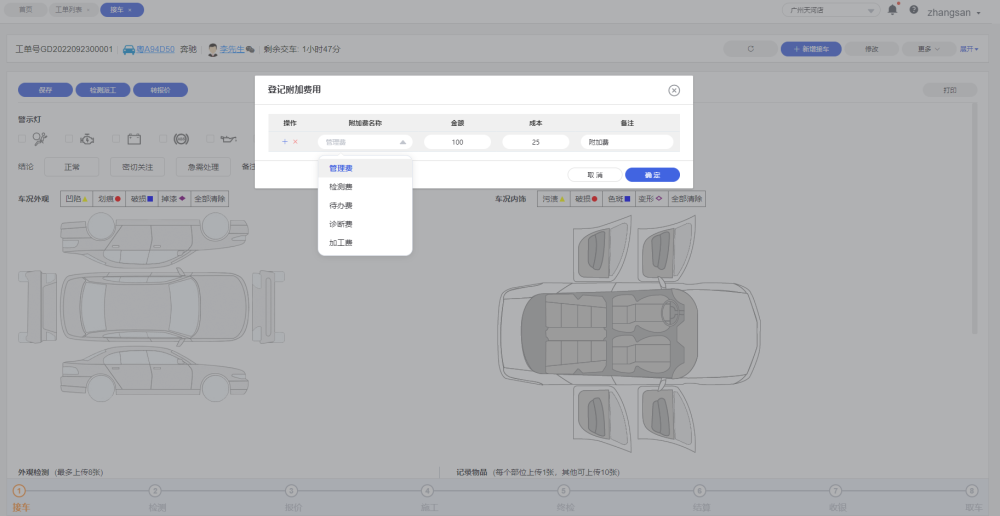 首页 工单列表 × 接车 × 广州天河店 zhangsan
工单号GD2022092300001 粤A94D50 奔驰 李先生 剩余交车: 1小时47分 + 新增接车 修改 更多 展开
保存 检测派工 转报价 打印
登记附加费用
操作 附加费名称 金额 成本 备注
+ × 管理费 100 25 附加费
取消 确定
管理费
检测费
待办费
诊断费
加工费
警示灯
结论 正常 密切关注 急需处理 备注
车况外观 凹陷 划痕 破损 掉漆 全部清除
车况内饰 污渍 破损 色斑 变形 全部清除
外观检测 (最多上传6张) 记录物品 (每个部位上传1张，其他可上传10张)
1 2 3 4 5 6 7 8
接车 检测 报价 施工 终检 结算 收银 取车